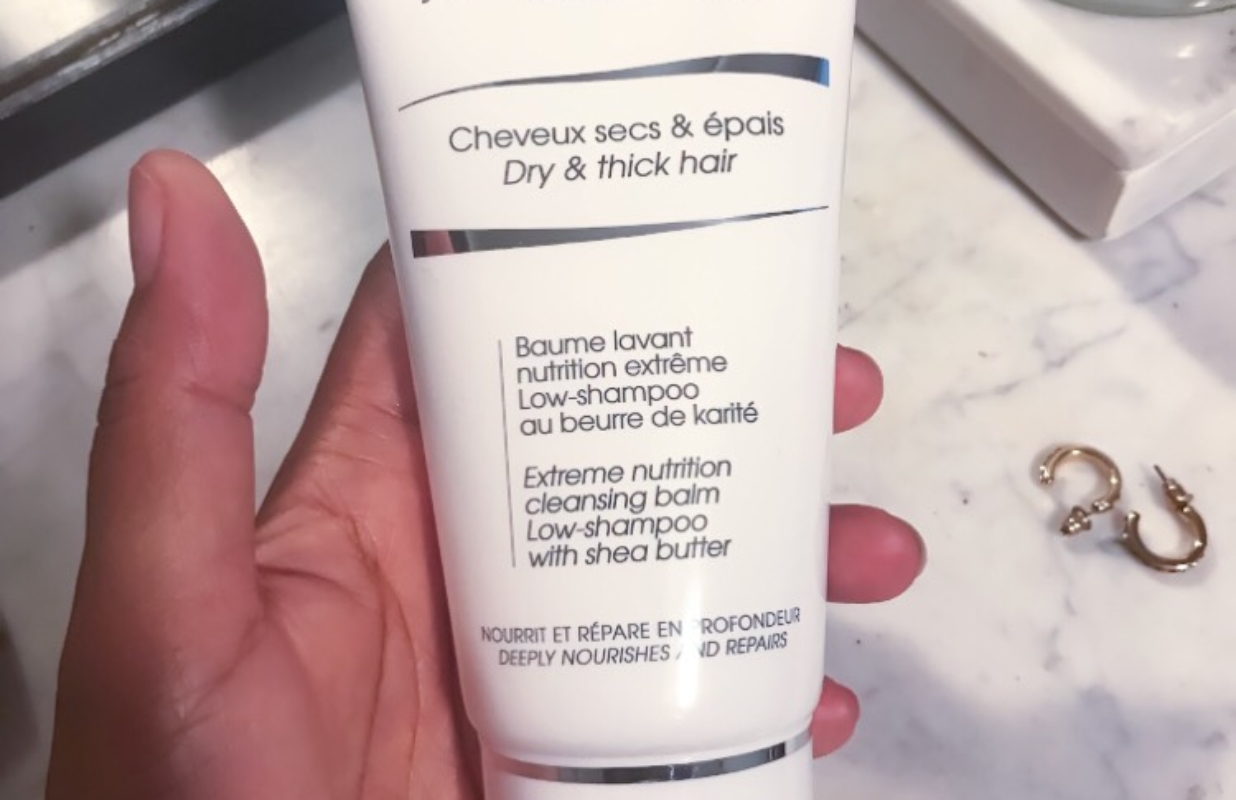 Cheveux secs & épais
Dry & thick hair
Baume lavant
nutrition extrême
Low-shampoo
au beurre de karité
Extreme nutrition
cleansing balm
Low-shampoo
with shea butter
NOURRIT ET RÉPARE EN PROFONDEUR
DEEPLY NOURISHES AND REPAIRS